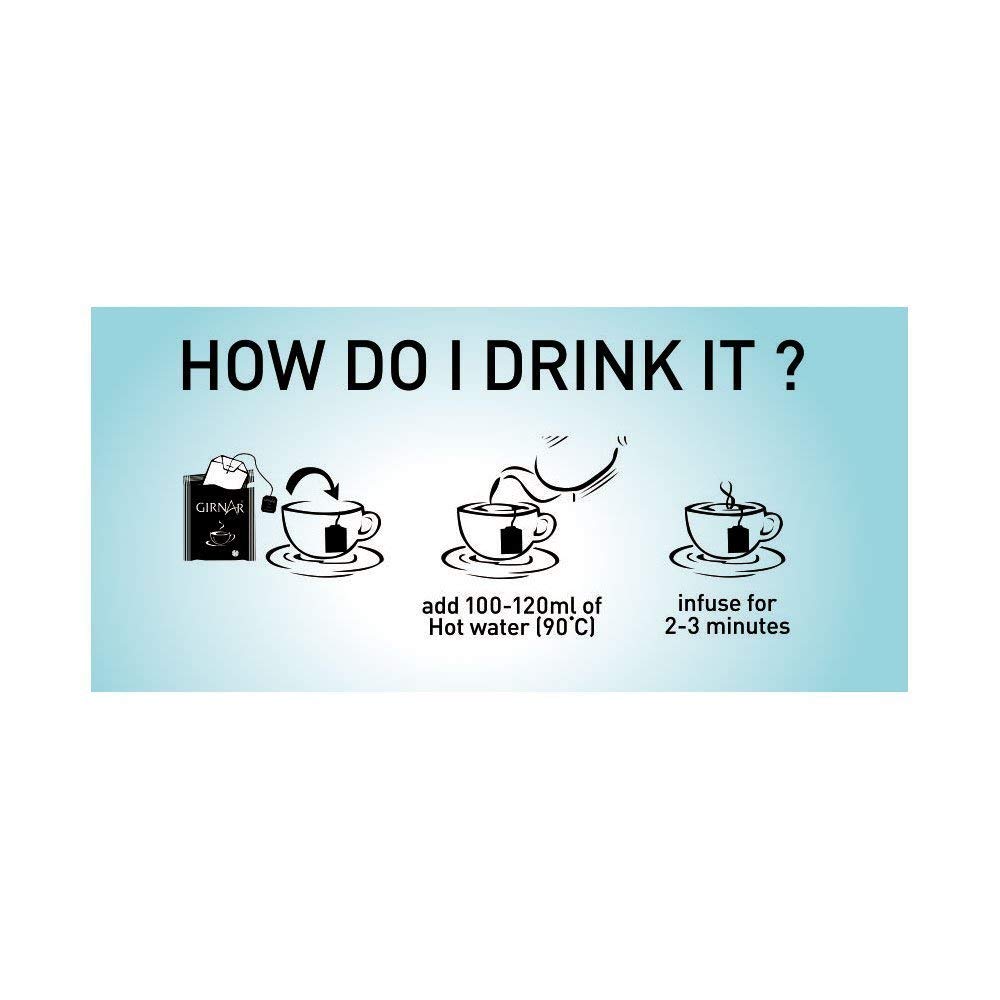 HOW DO I DRINK IT ?
GIRNAR
add 100-120ml of
Hot water (90°C)
infuse for
2-3 minutes